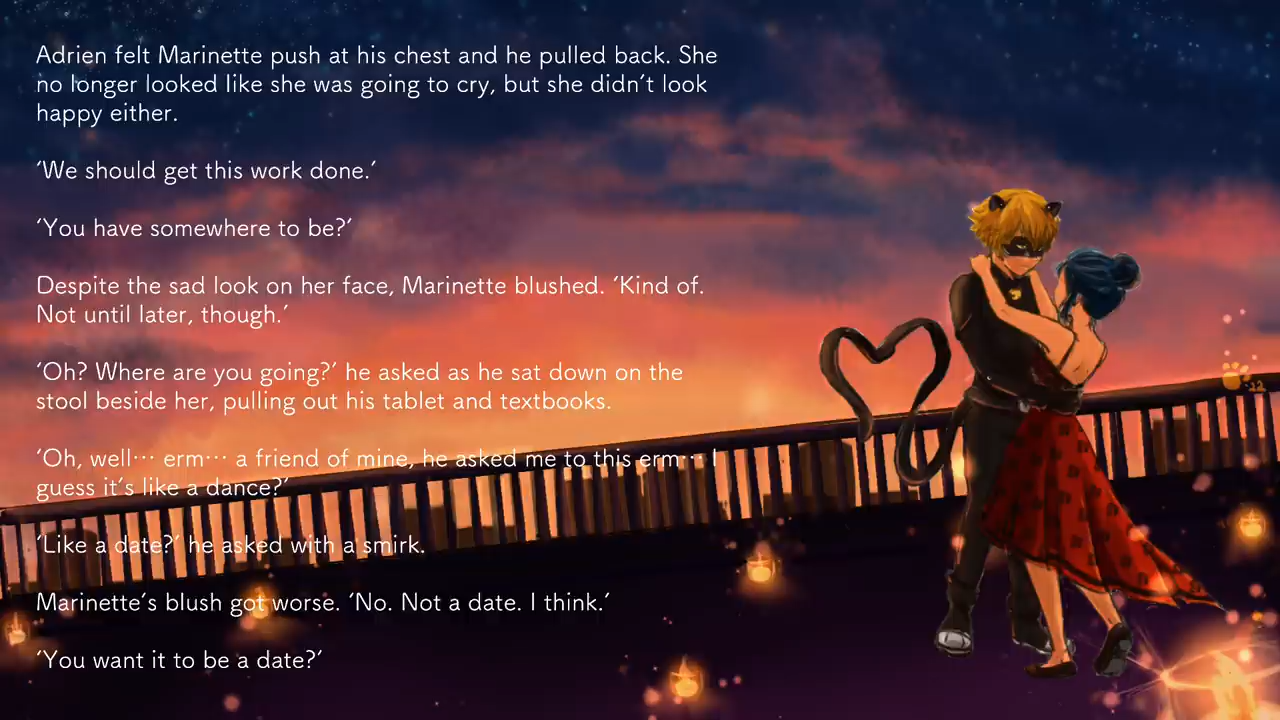 Adrien felt Marinette push at his chest and he pulled back. She
no longer looked like she was going to cry, but she didn't look
happy either.
‘We should get this work done.’
‘You have somewhere to be?’
Despite the sad look on her face, Marinette blushed. ‘Kind of.
Not until later, though.’
‘Oh? Where are you going?’ he asked as he sat down on the
stool beside her, pulling out his tablet and textbooks.
‘Oh, well… erm… a friend of mine, he asked me to this erm… I
guess it's like a dance?’
‘Like a date?’ he asked with a smirk.
Marinette's blush got worse. ‘No. Not a date. I think.’
‘You want it to be a date?’
'12